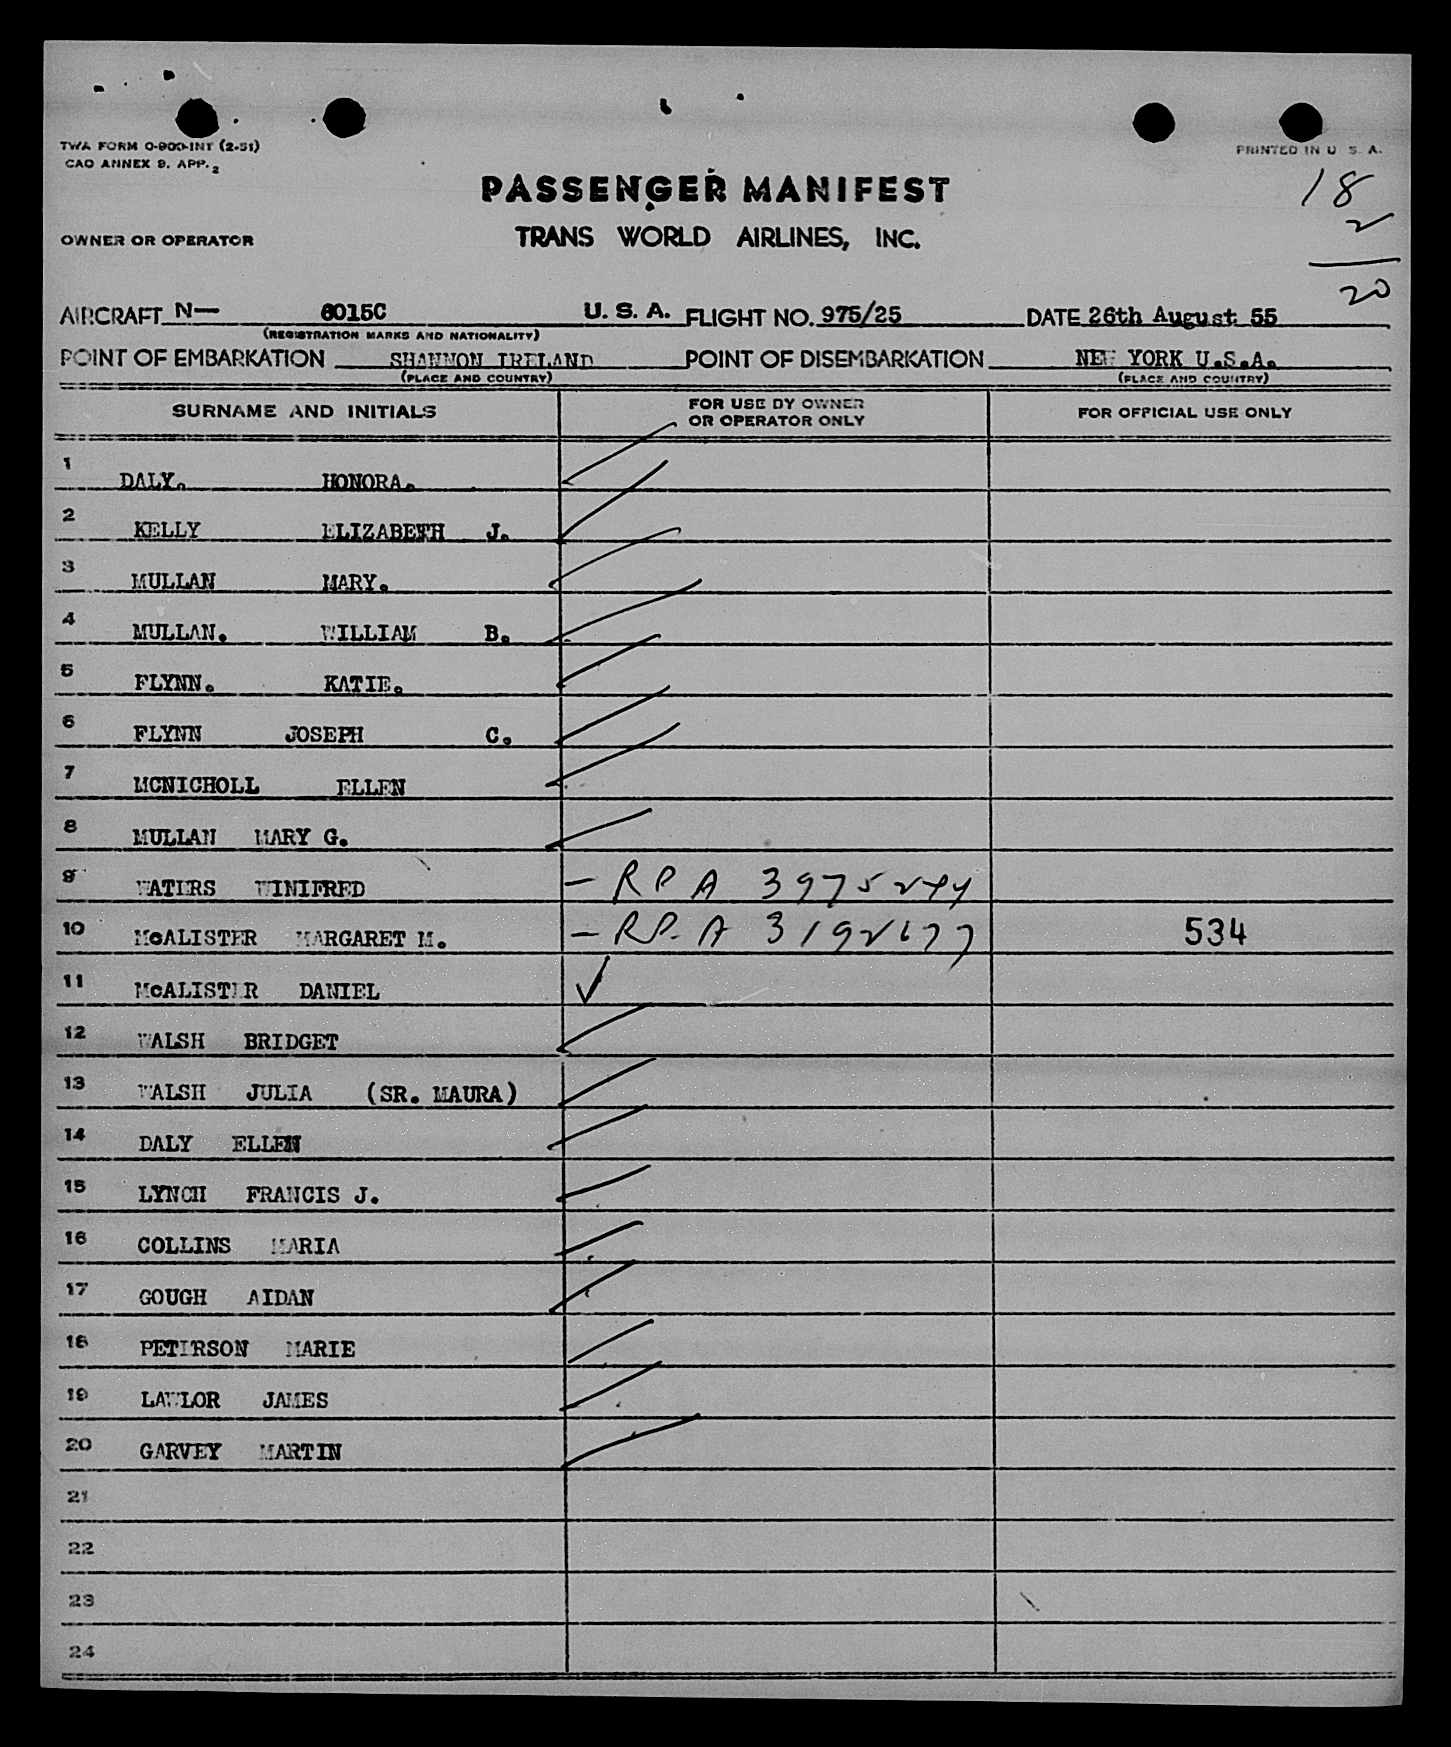 TWA FORM O-900-INT (2-51)
CAO ANNEX 9. APP. 2
PRINTED IN U. S. A.
PASSENGER MANIFEST
18
2
20
OWNER OR OPERATOR
TRANS WORLD AIRLINES, INC.
AIRCRAFT N— 6015C U. S. A. FLIGHT NO. 975/25 DATE 26th August 55
(REGISTRATION MARKS AND NATIONALITY)
POINT OF EMBARKATION SHANNON IRELAND POINT OF DISEMBARKATION NEW YORK U.S.A.
(PLACE AND COUNTRY) (PLACE AND COUNTRY)
SURNAME AND INITIALS FOR USE BY OWNER OR OPERATOR ONLY FOR OFFICIAL USE ONLY
1 DALY. HONORA.
2 KELLY ELIZABETH J.
3 MULLAN MARY.
4 MULLAN. WILLIAM B.
5 FLYNN. KATIE.
6 FLYNN JOSEPH C.
7 MCNICHOLL ELLEN
8 MULLAN MARY G.
9 WATERS WINIFRED — RPA 3975244
10 McALISTER MARGARET M. — RP.A 3192677 534
11 McALISTER DANIEL ✓
12 WALSH BRIDGET
13 WALSH JULIA (SR. MAURA)
14 DALY ELLEN
15 LYNCH FRANCIS J.
16 COLLINS MARIA
17 GOUGH AIDAN
18 PETERSON MARIE
19 LAWLOR JAMES
20 GARVEY MARTIN
21
22
23
24